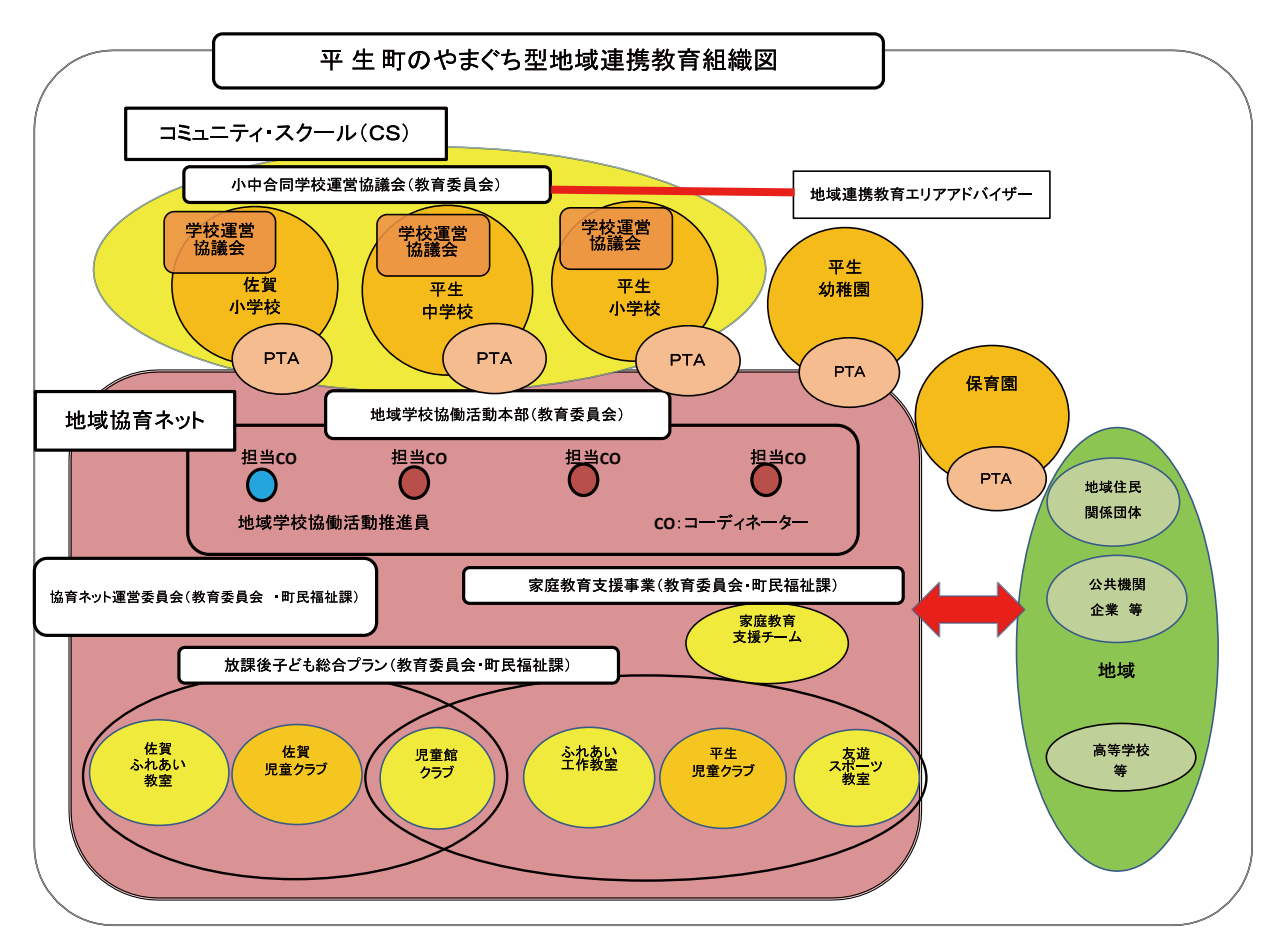 平生町のやまぐち型地域連携教育組織図
コミュニティ・スクール(CS)
小中合同学校運営協議会(教育委員会)
地域連携教育エリアアドバイザー
学校運営
協議会
佐賀
小学校
PTA
学校運営
協議会
平生
中学校
PTA
学校運営
協議会
平生
小学校
PTA
平生
幼稚園
PTA
保育園
PTA
地域協育ネット
地域学校協働活動本部(教育委員会)
担当CO
担当CO
担当CO
担当CO
地域学校協働活動推進員
CO:コーディネーター
協育ネット運営委員会(教育委員会 ・町民福祉課)
家庭教育支援事業(教育委員会・町民福祉課)
家庭教育
支援チーム
放課後子ども総合プラン(教育委員会・町民福祉課)
佐賀
ふれあい
教室
佐賀
児童クラブ
児童館
クラブ
ふれあい
工作教室
平生
児童クラブ
友遊
スポーツ
教室
地域住民
関係団体
公共機関
企業 等
地域
高等学校
等